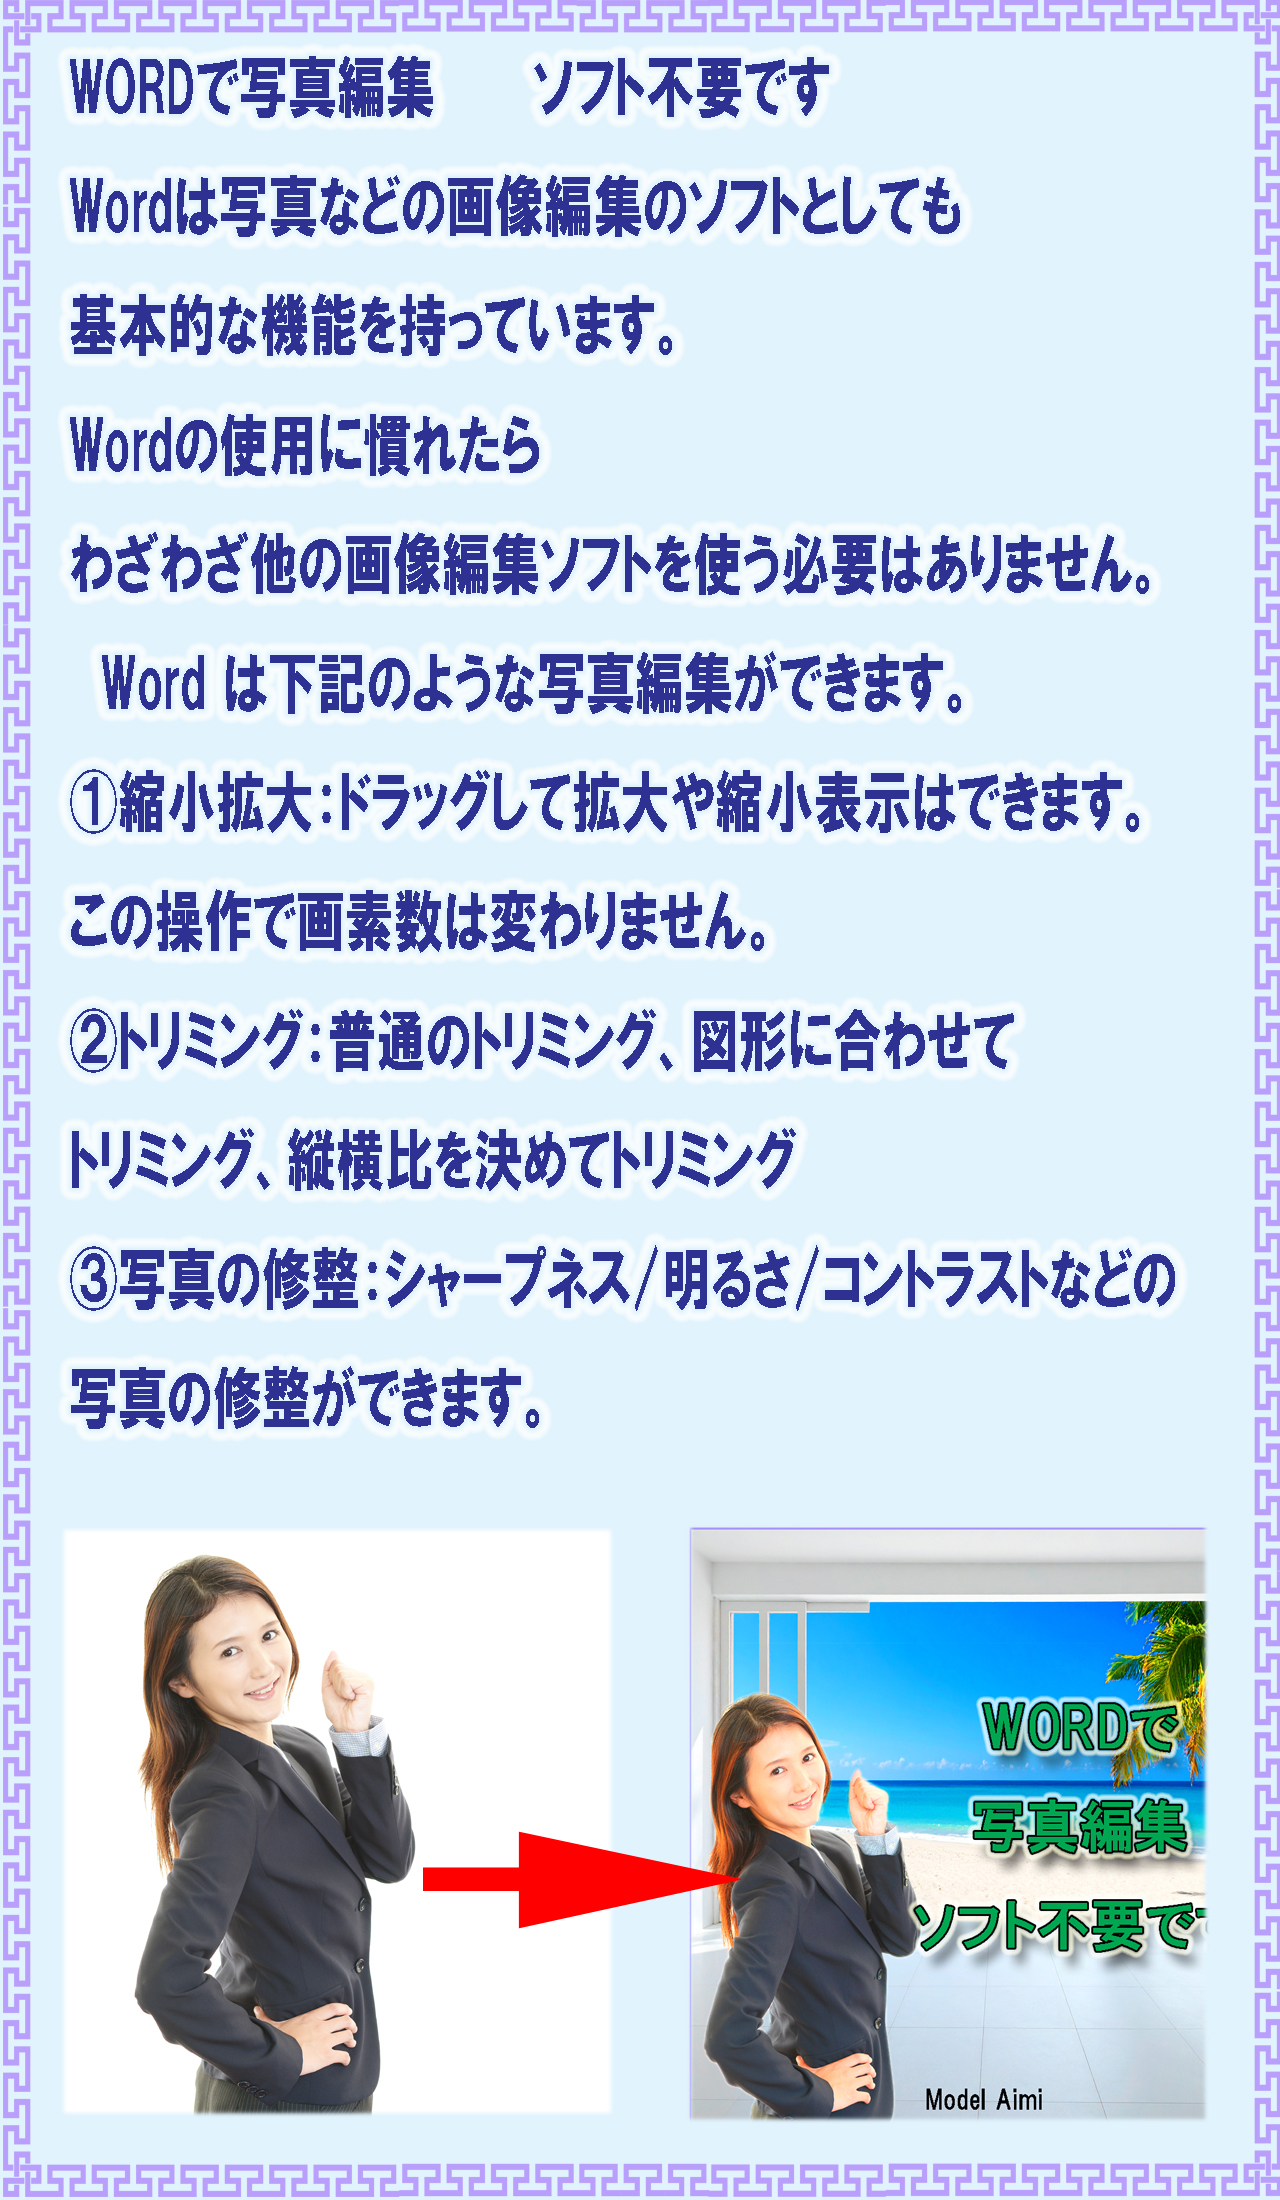 WORDで写真編集　　ソフト不要です
Wordは写真などの画像編集のソフトとしても
基本的な機能を持っています。
Wordの使用に慣れたら
わざわざ他の画像編集ソフトを使う必要はありません。
Word は下記のような写真編集ができます。
①縮小拡大：ドラッグして拡大や縮小表示はできます。
この操作で画素数は変わりません。
②トリミング：普通のトリミング、図形に合わせて
トリミング、縦横比を決めてトリミング
③写真の修整：シャープネス/明るさ/コントラストなどの
写真の修整ができます。
WORDで
写真編集
ソフト不要です
Model Aimi